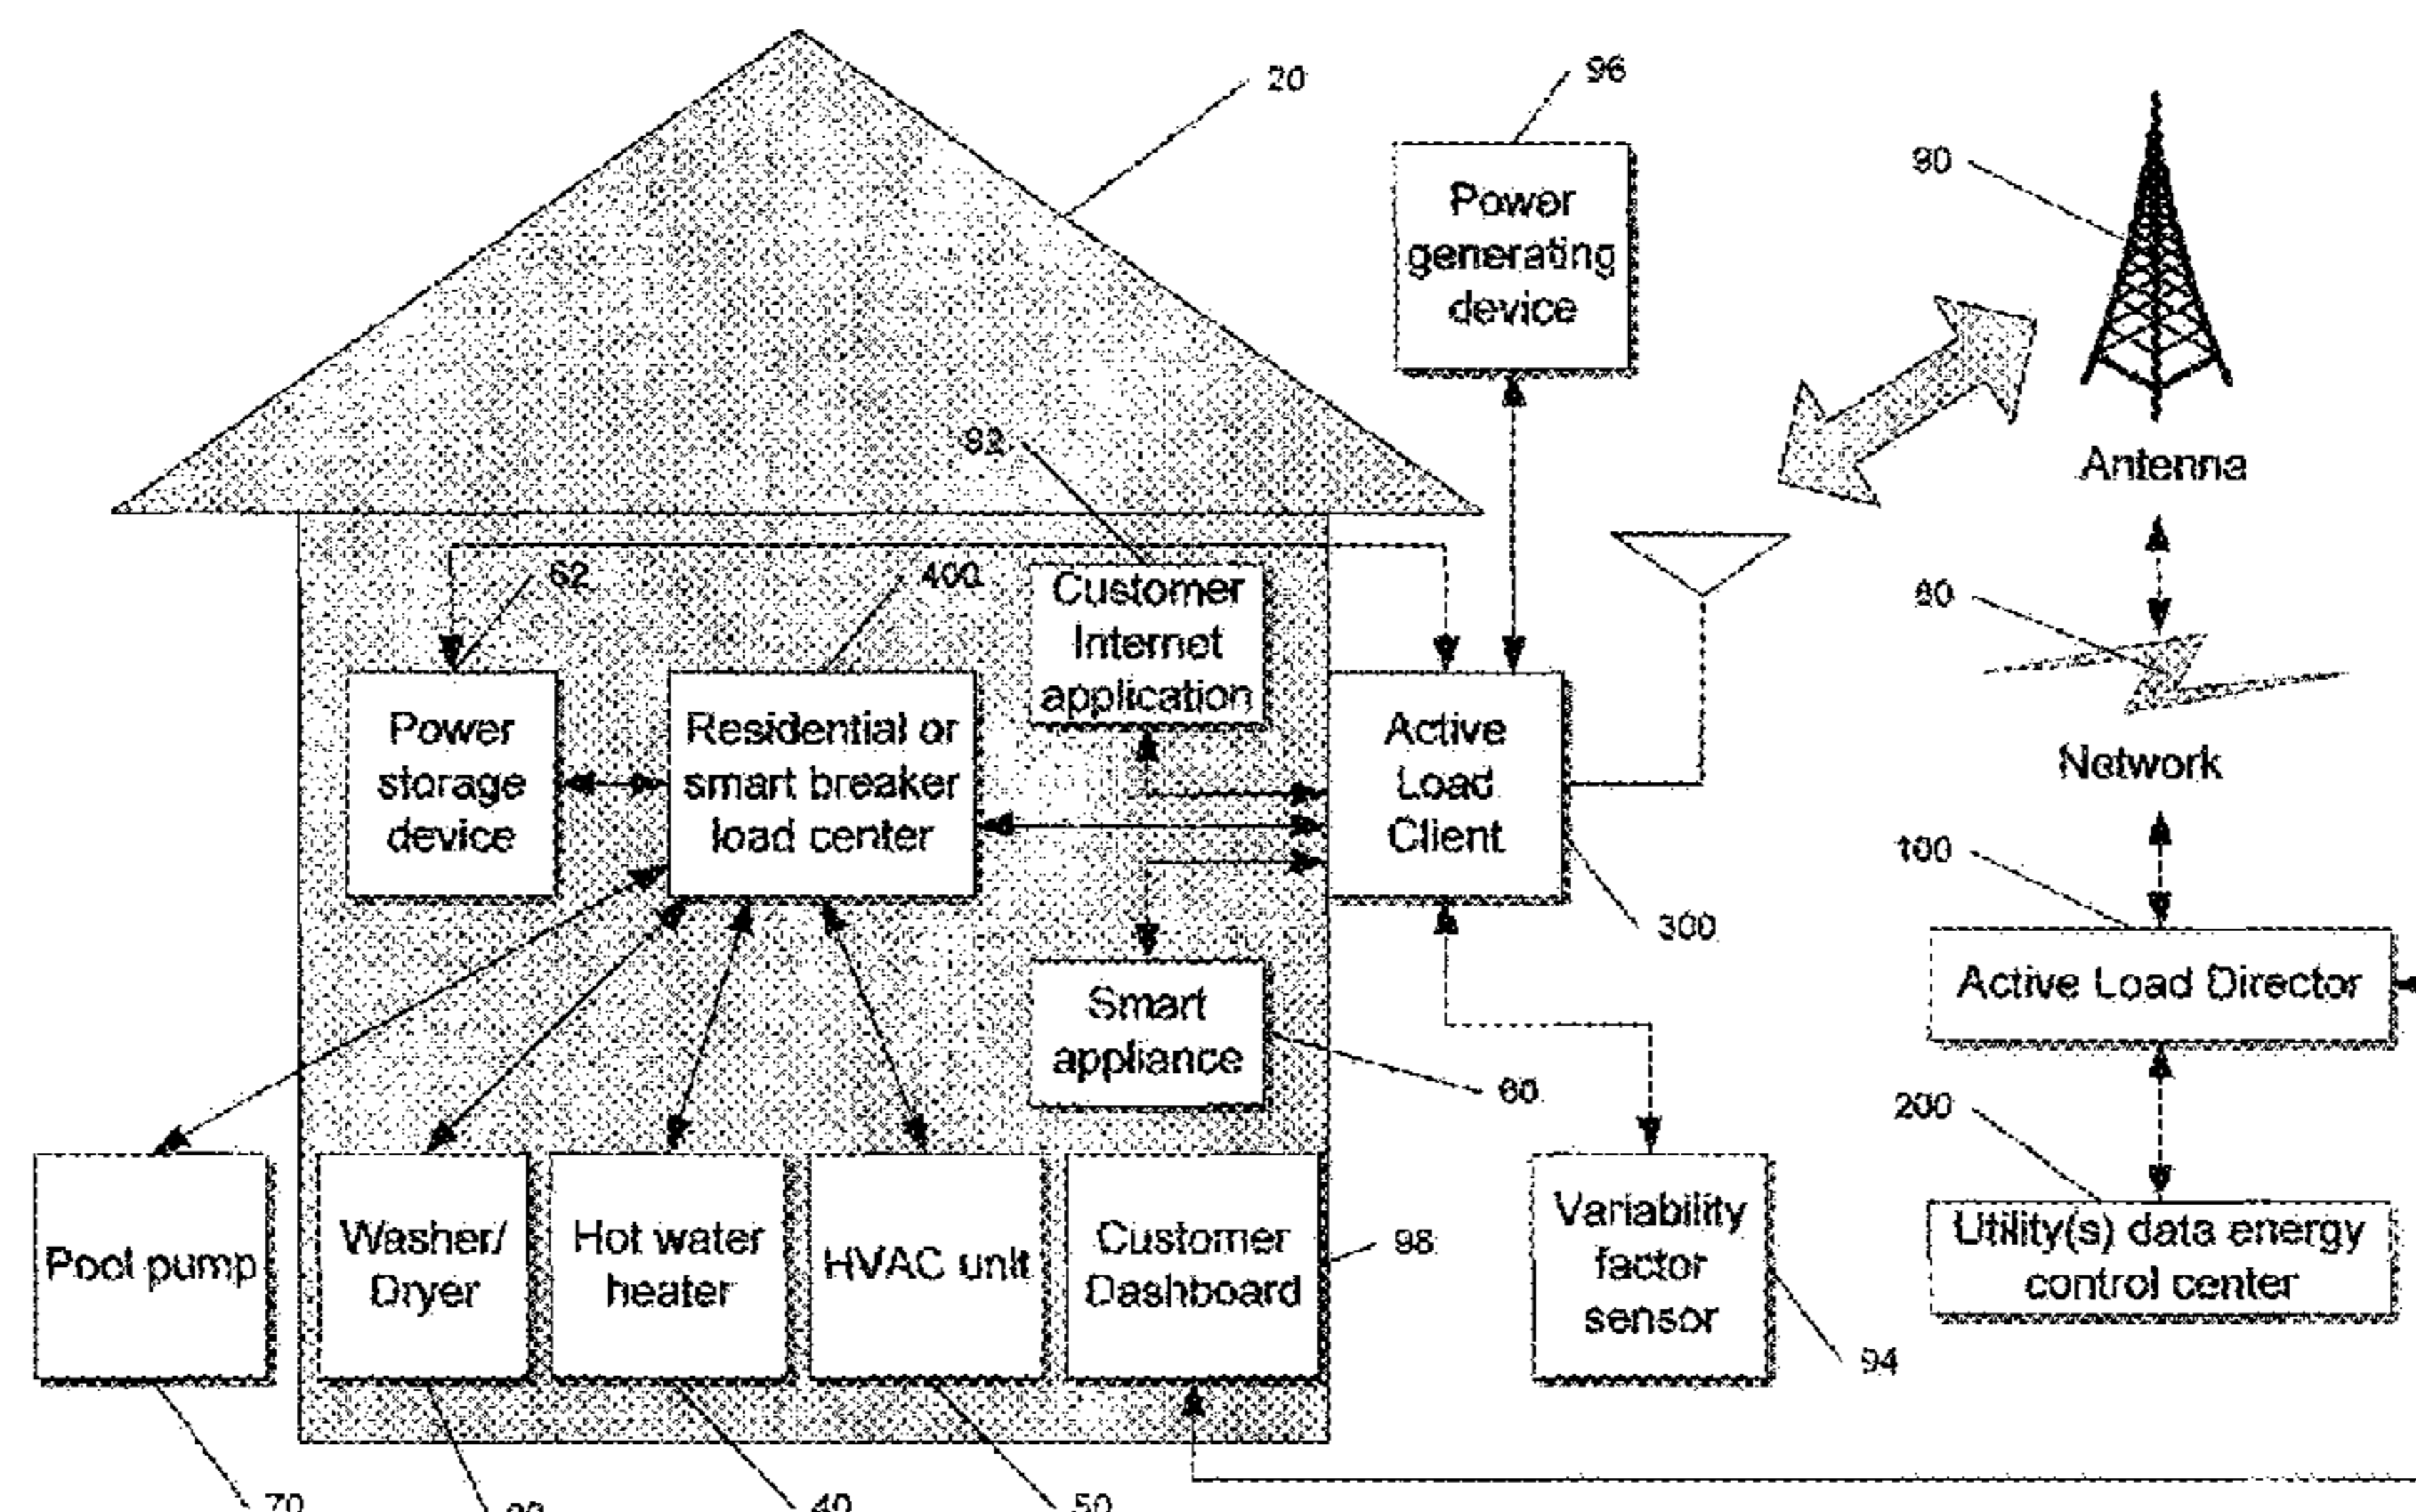 20
96
90
Power
generating
device
Antenna
62
400
Customer
Internet
application
Power
storage
device
Residential or
smart breaker
load center
Active
Load
Client
Network
100
300
Active Load Director
Smart
appliance
60
200
Pool pump
Washer/
Dryer
Hot water
heater
HVAC unit
Customer
Dashboard
98
Variability
factor
sensor
94
Utility(s) data energy
control center
70
40
50